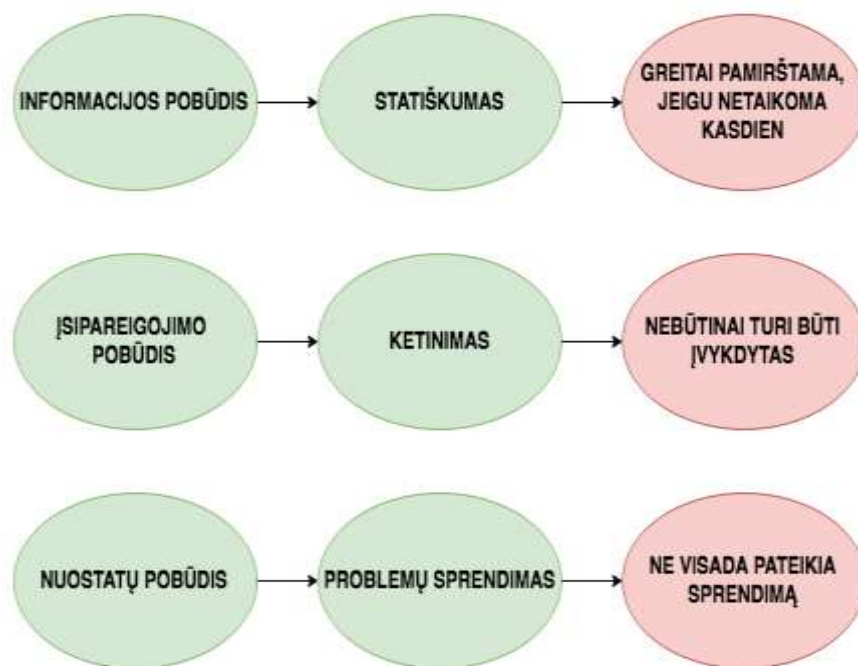 INFORMACIJOS POBŪDIS
STATIŠKUMAS
GREITAI PAMIRŠTAMA,
JEIGU NETAIKOMA
KASDIEN
ĮSIPAREIGOJIMO
POBŪDIS
KETINIMAS
NEBŪTINAI TURI BŪTI
ĮVYKDYTAS
NUOSTATŲ POBŪDIS
PROBLEMŲ SPRENDIMAS
NE VISADA PATEIKIA
SPRENDIMĄ